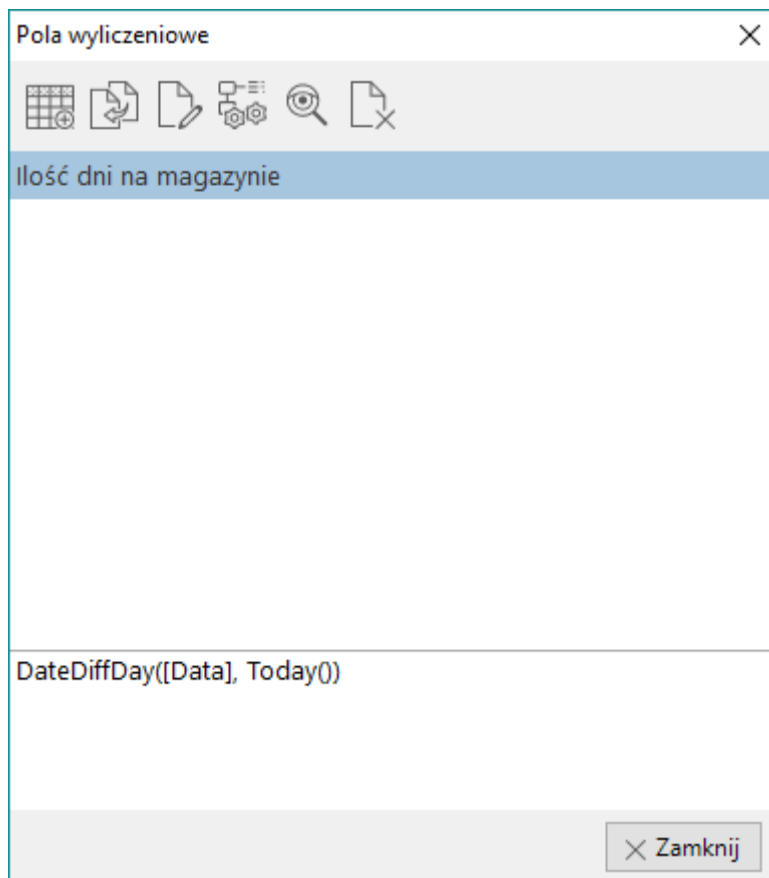 Pola wyliczeniowe
Ilość dni na magazynie
DateDiffDay([Data], Today())
Zamknij